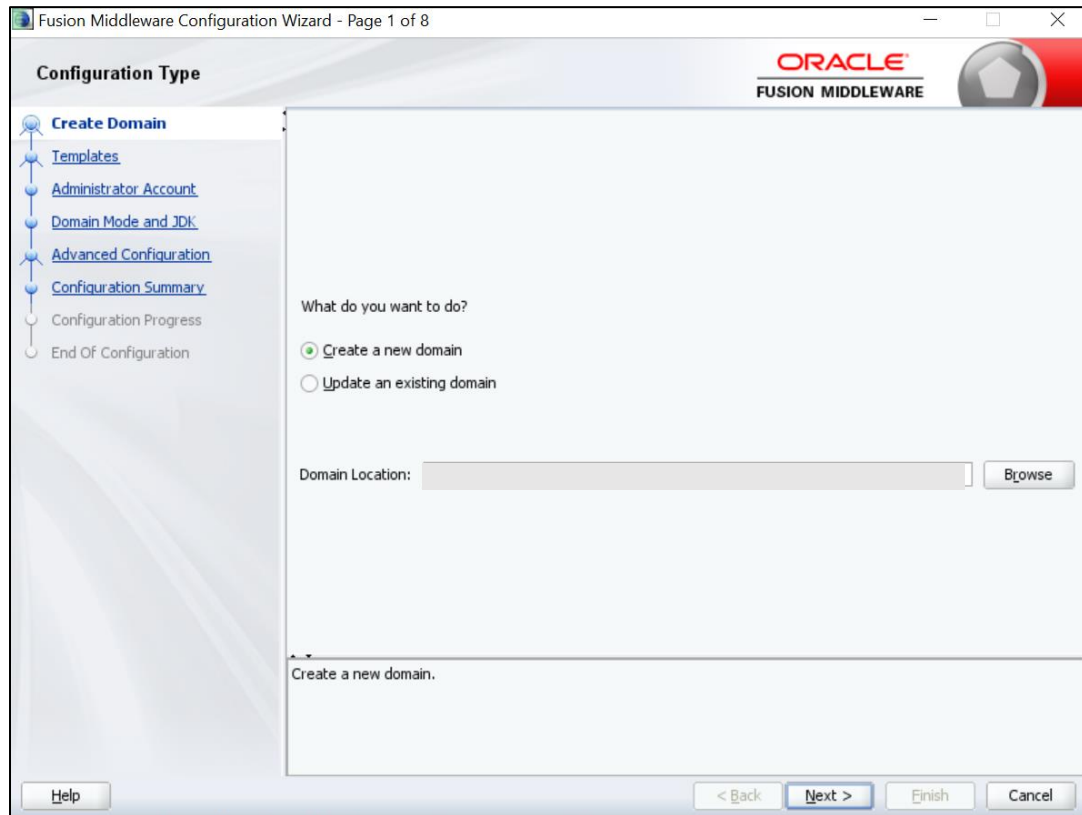 Fusion Middleware Configuration Wizard - Page 1 of 8
Configuration Type
ORACLE
FUSION MIDDLEWARE
Create Domain
Templates
Administrator Account
Domain Mode and JDK
Advanced Configuration
Configuration Summary
Configuration Progress
End Of Configuration
What do you want to do?
Create a new domain
Update an existing domain
Domain Location:
Browse
Create a new domain.
Help
< Back
Next >
Finish
Cancel